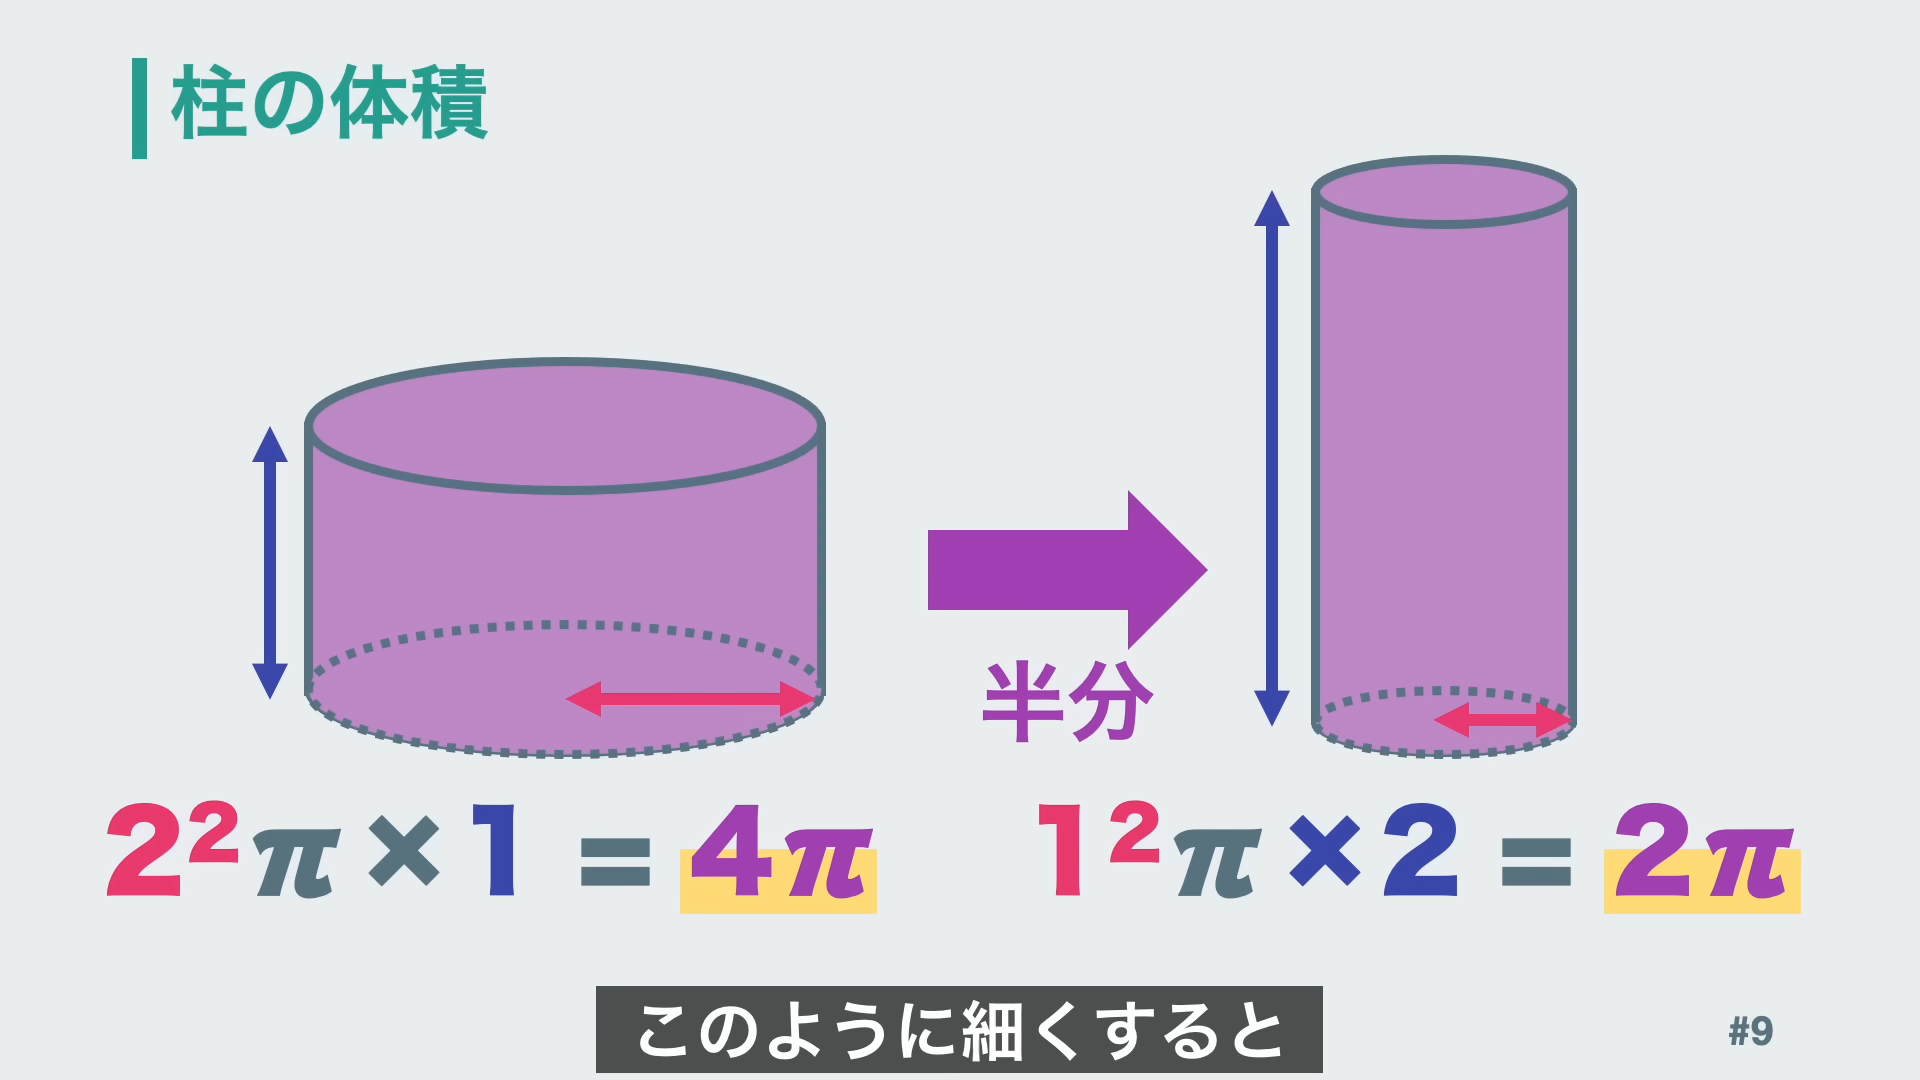 柱の体積
半分
2²π×1 = 4π
1²π×2 = 2π
このように細くすると
#9